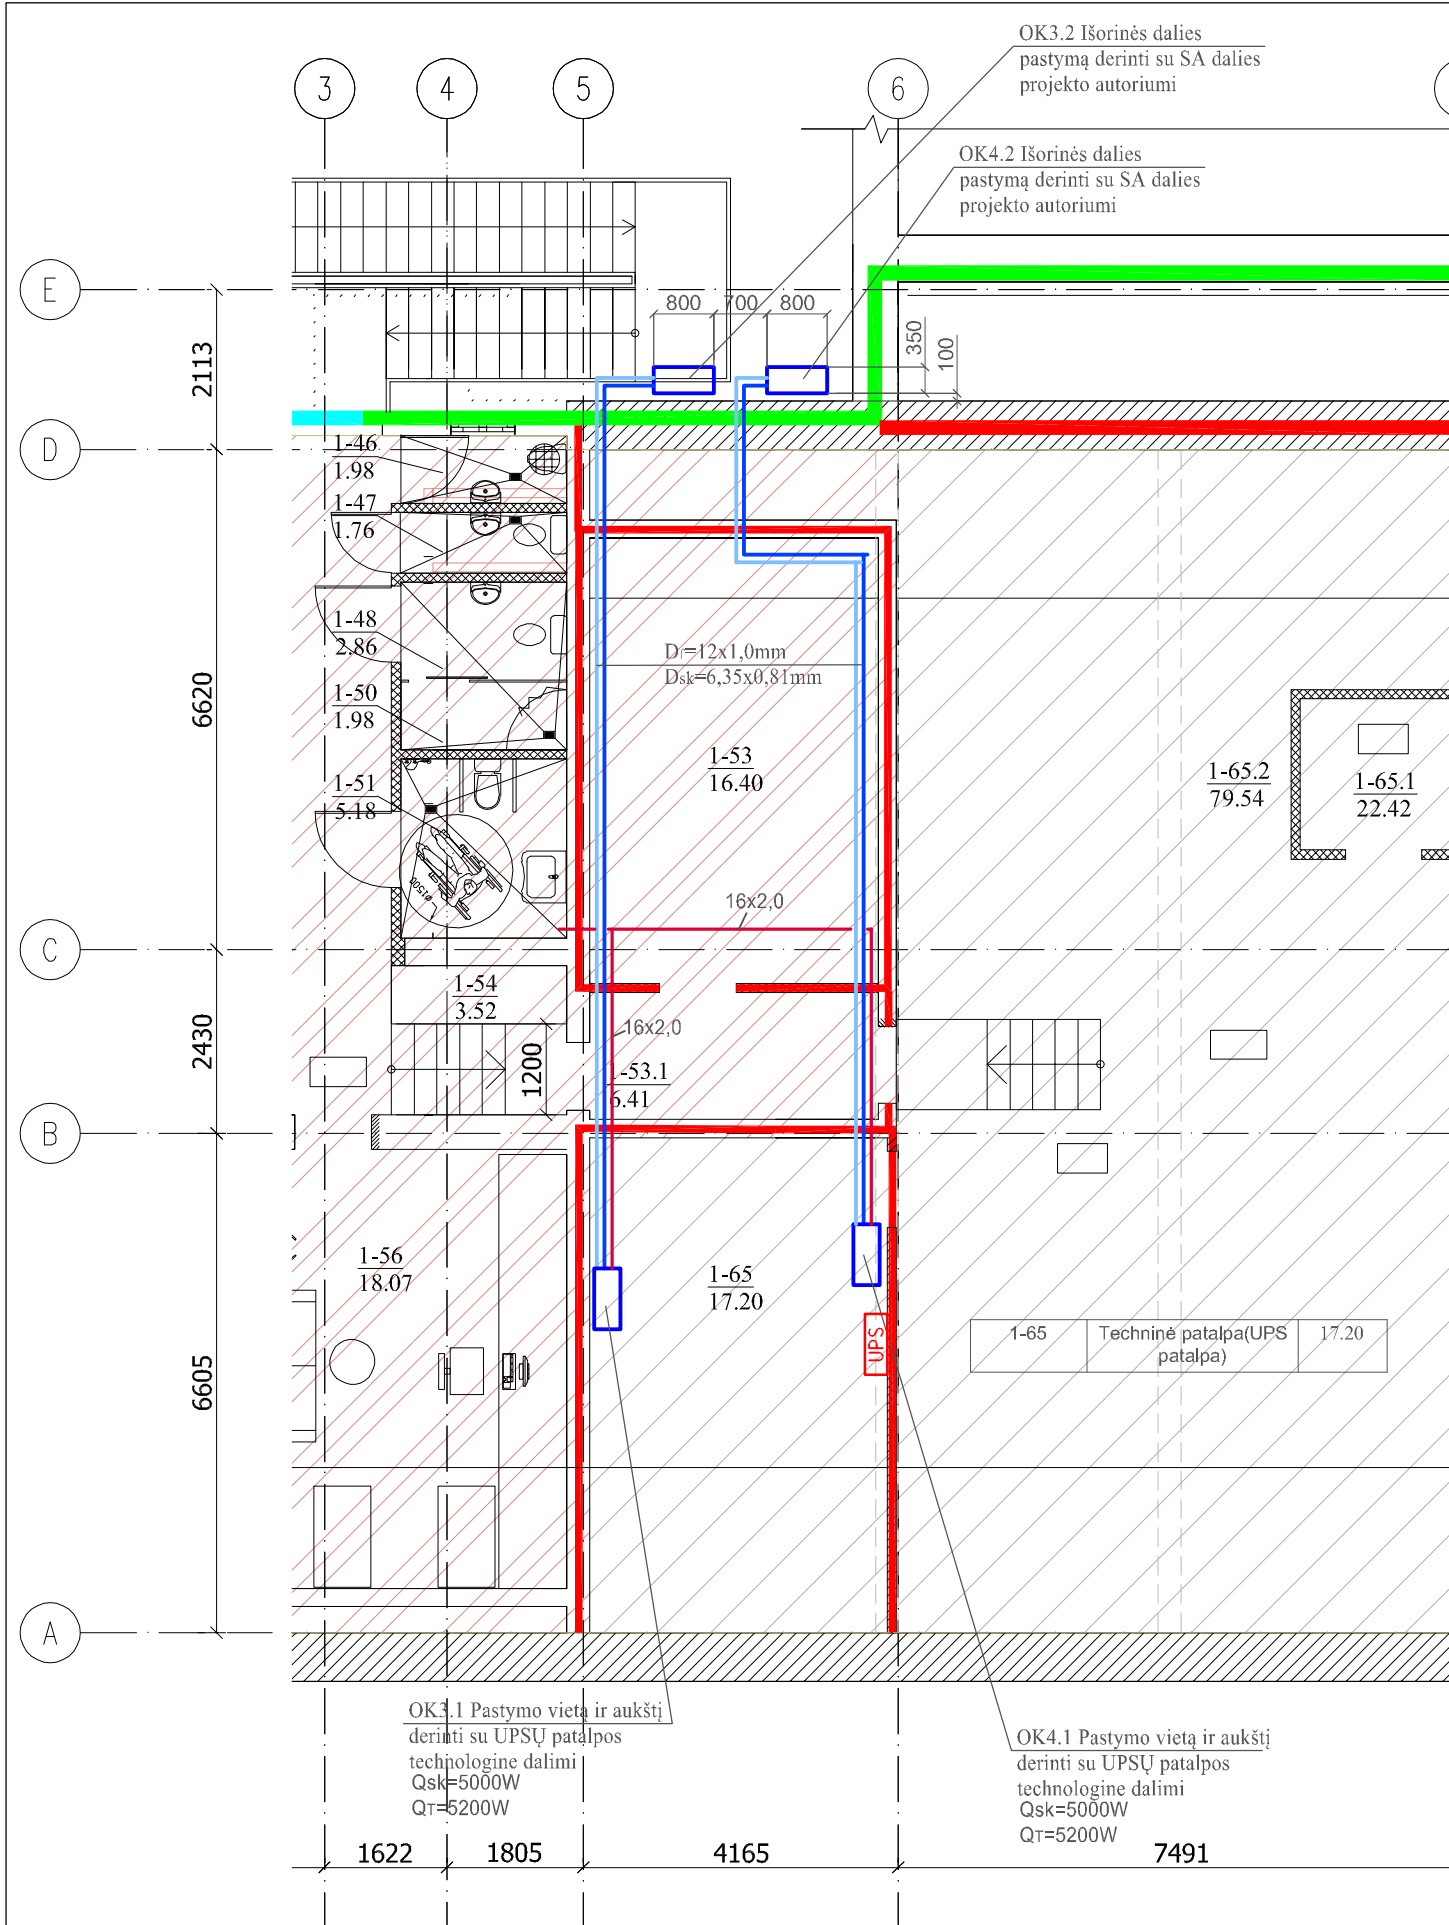 OK3.2 Išorinės dalies
pastymą derinti su SA dalies
projekto autoriumi
3
4
5
6
OK4.2 Išorinės dalies
pastymą derinti su SA dalies
projekto autoriumi
E
800
700
800
350
100
2113
D
1-46
1.98
1-47
1.76
1-48
2.86
1-50
1.98
1-51
5.18
6620
Ø1500
Dr=12x1,0mm
Dsk=6,35x0,81mm
1-53
16.40
1-65.2
79.54
1-65.1
22.42
16x2,0
C
1-54
3.52
16x2,0
2430
1200
1-53.1
6.41
B
1-56
18.07
1-65
17.20
UPS
1-65
Techninė patalpa(UPS
patalpa)
17.20
6605
A
OK3.1 Pastymo vietą ir aukštį
derinti su UPSŲ patalpos
technologine dalimi
Qsk=5000W
QT=5200W
OK4.1 Pastymo vietą ir aukštį
derinti su UPSŲ patalpos
technologine dalimi
Qsk=5000W
QT=5200W
1622
1805
4165
7491